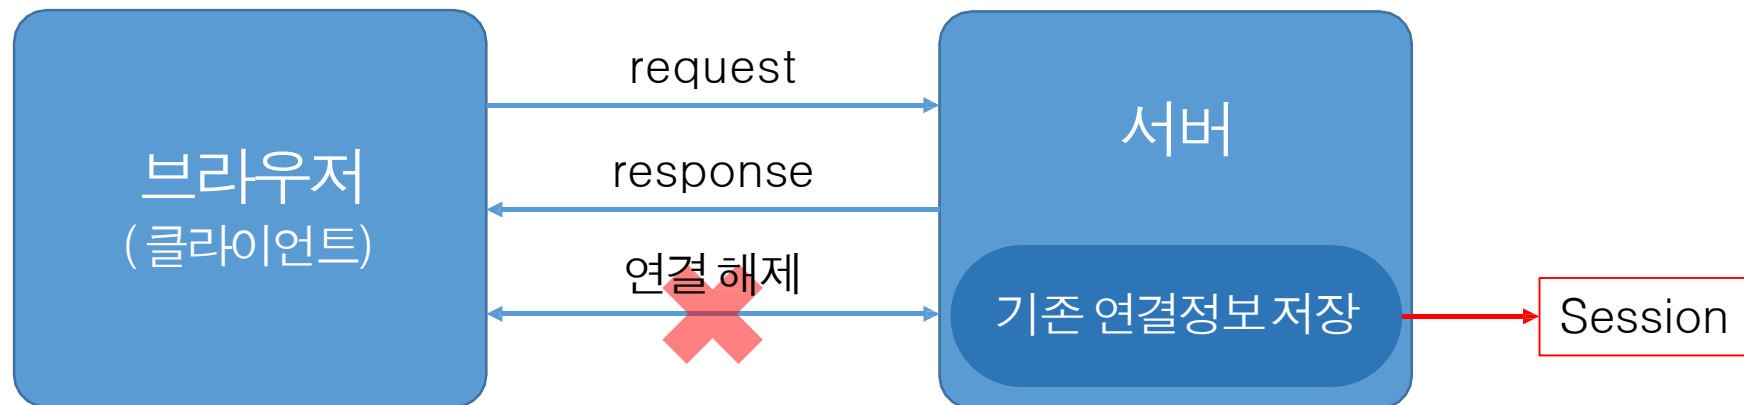 브라우저
(클라이언트)
request
response
연결 해제
서버
기존 연결정보 저장
Session